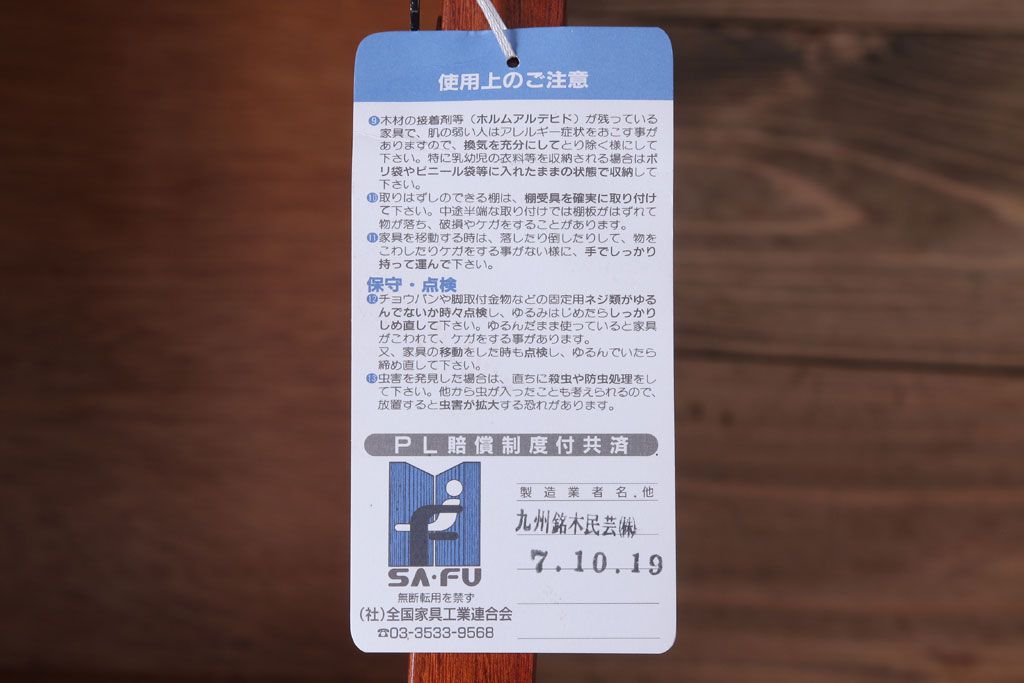 使用上のご注意
⑨木材の接着剤等（ホルムアルデヒド）が残っている
家具で、肌の弱い人はアレルギー症状をおこす事が
ありますので、換気を充分にしてとり除く様にして
下さい。特に乳幼児の衣料等を収納される場合はポ
リ袋やビニール袋等に入れたままの状態で収納して
下さい。
⑩取りはずしのできる棚は、棚受具を確実に取り付け
て下さい。中途半端な取り付けでは棚板がはずれて
物が落ち、破損やケガをすることがあります。
⑪家具を移動する時は、落したり倒したりして、物を
こわしたりケガをする事がない様に、手でしっかり
持って運んで下さい。
保守・点検
⑫チョウバンや脚取付金物などの固定用ネジ類がゆる
んでないか時々点検し、ゆるみはじめたらしっかり
しめ直して下さい。ゆるんだまま使っていると家具
がこわれて、ケガをする事があります。
又、家具の移動をした時も点検し、ゆるんでいたら
締め直して下さい。
⑬虫害を発見した場合は、直ちに殺虫や防虫処理をし
て下さい。他から虫が入ったことも考えられるので、
放置すると虫害が拡大する恐れがあります。
PL賠償制度付共済
SA・FU
無断転用を禁ず
(社)全国家具工業連合会
☎03-3533-9568
製造業者名.他
九州銘木民芸㈱
7.10.19